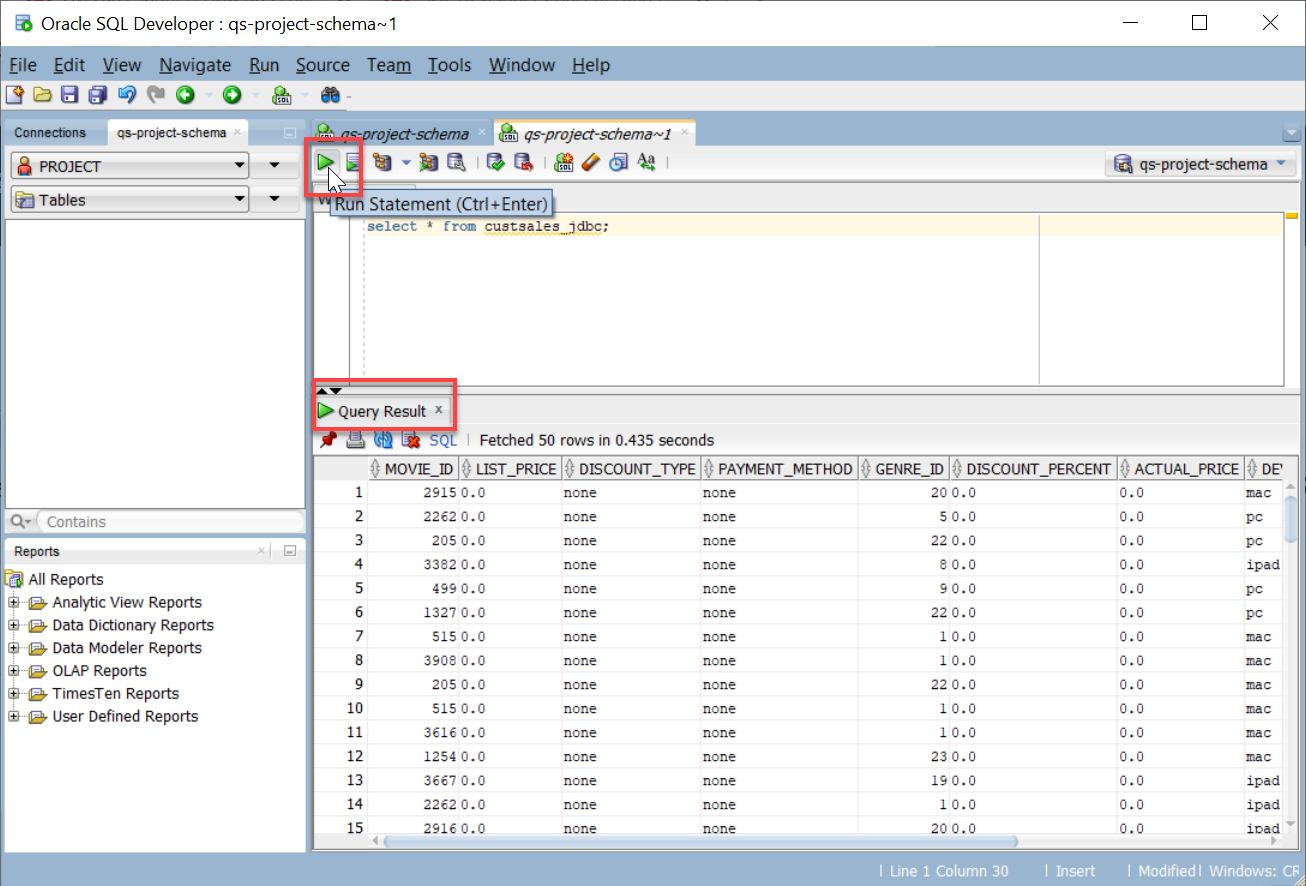 Oracle SQL Developer : qs-project-schema~1
File Edit View Navigate Run Source Team Tools Window Help
Connections qs-project-schema
qs-project-schema qs-project-schema~1
PROJECT
qs-project-schema
Tables
Run Statement (Ctrl+Enter)
select * from custsales_jdbc;
Query Result
SQL Fetched 50 rows in 0.435 seconds
MOVIE_ID LIST_PRICE DISCOUNT_TYPE PAYMENT_METHOD GENRE_ID DISCOUNT_PERCENT ACTUAL_PRICE
1 2915 0.0 none none 20 0.0 0.0 mac
2 2262 0.0 none none 5 0.0 0.0 pc
3 205 0.0 none none 22 0.0 0.0 pc
4 3382 0.0 none none 8 0.0 0.0 ipad
5 499 0.0 none none 9 0.0 0.0 pc
6 1327 0.0 none none 22 0.0 0.0 pc
7 515 0.0 none none 1 0.0 0.0 mac
8 3908 0.0 none none 1 0.0 0.0 mac
9 205 0.0 none none 22 0.0 0.0 mac
10 515 0.0 none none 1 0.0 0.0 mac
11 3616 0.0 none none 1 0.0 0.0 mac
12 1254 0.0 none none 23 0.0 0.0 mac
13 3667 0.0 none none 19 0.0 0.0 ipad
14 2262 0.0 none none 1 0.0 0.0 ipad
15 2916 0.0 none none 20 0.0 0.0 ipad
Contains
Reports
All Reports
Analytic View Reports
Data Dictionary Reports
Data Modeler Reports
OLAP Reports
TimesTen Reports
User Defined Reports
Line 1 Column 30 Insert Modified Windows: CR